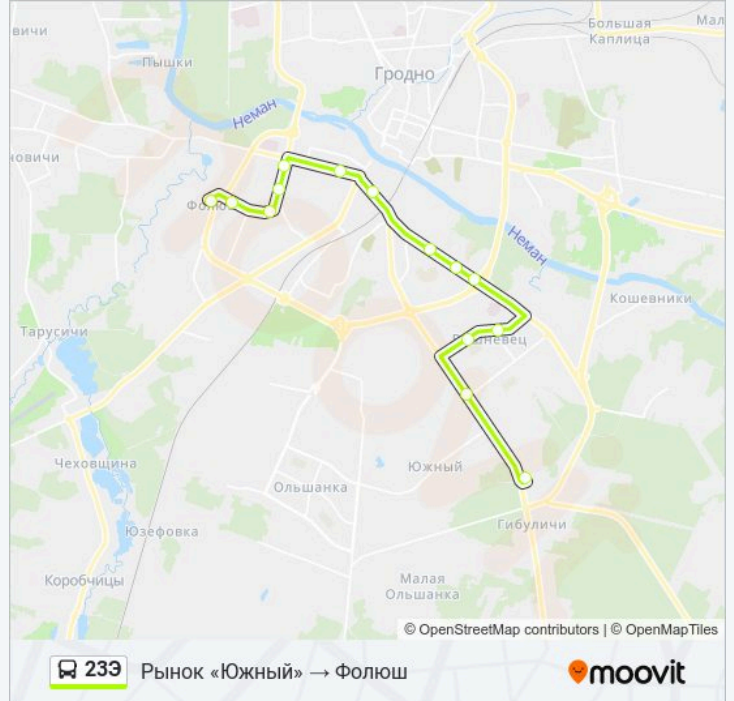 вичи
Большая
Каплица
Мал
Пышки
Гродно
Неман
новичи
Неман
Кошевники
Тарусичи
Чеховщина
Южный
Ольшанка
Гибуличи
Юзефовка
Коробчицы
Малая
Ольшанка
© OpenStreetMap contributors | © OpenMapTiles
23Э Рынок «Южный» → Фолюш
moovit